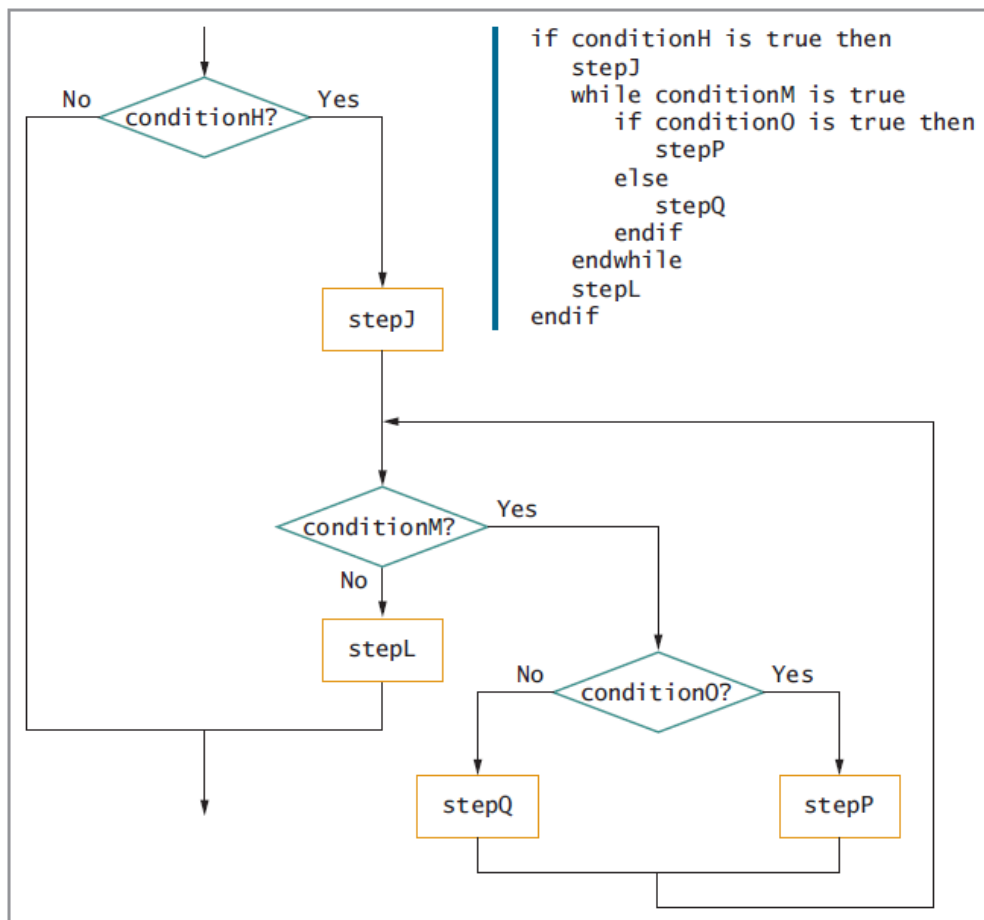 if conditionH is true then
stepJ
while conditionM is true
if conditionO is true then
stepP
else
stepQ
endif
endwhile
stepL
endif
No
Yes
conditionH?
stepJ
conditionM?
Yes
No
stepL
No
conditionO?
Yes
stepQ
stepP